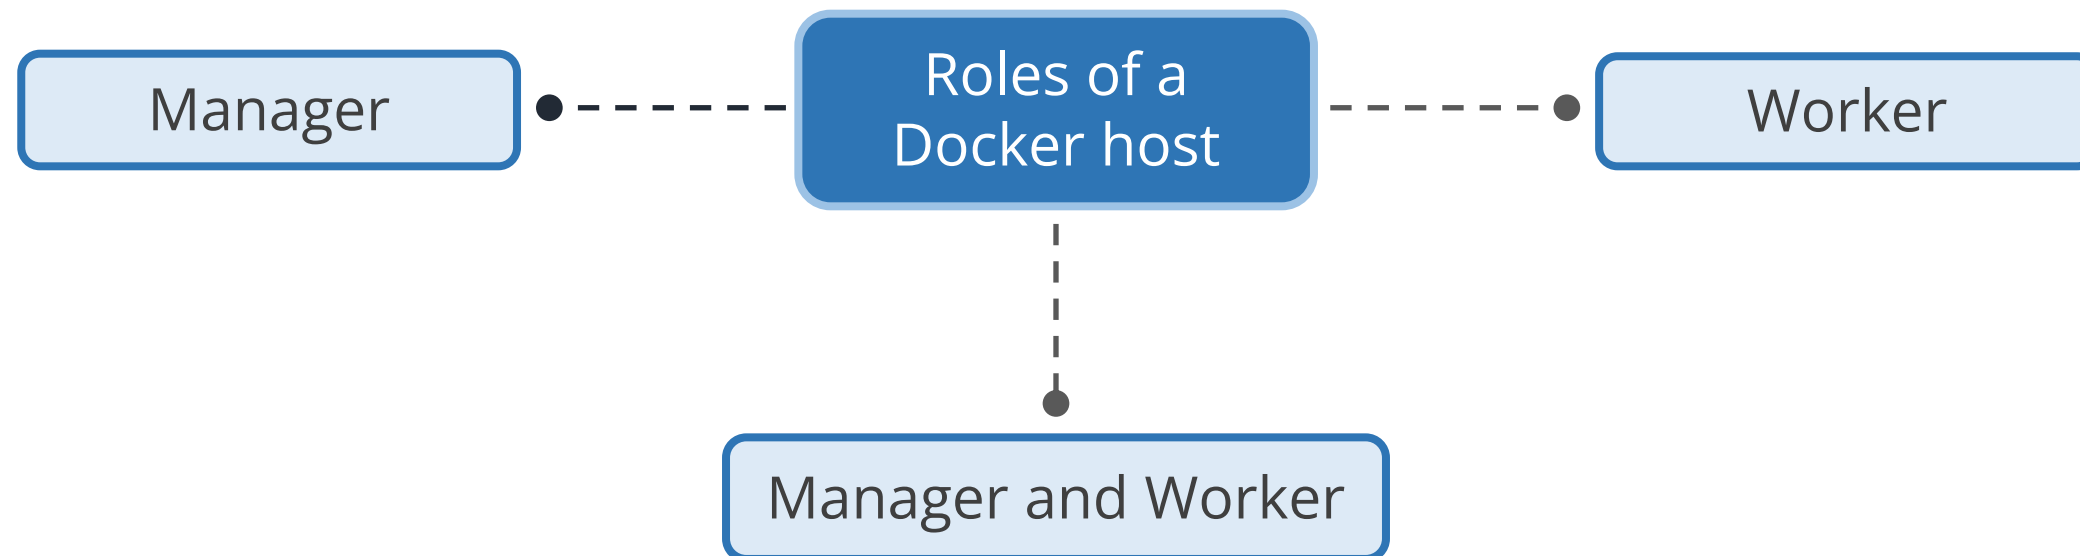 Roles of a
Docker host
Manager
Worker
Manager and Worker